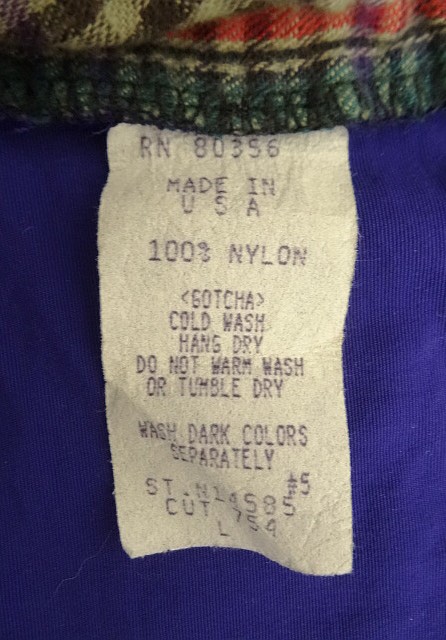 RN 80356
MADE IN
U S A
100% NYLON
<GOTCHA>
COLD WASH
HANG DRY
DO NOT WARM WASH
OR TUMBLE DRY
WASH DARK COLORS
SEPARATELY
#5
ST.N14585
CUT 754
L